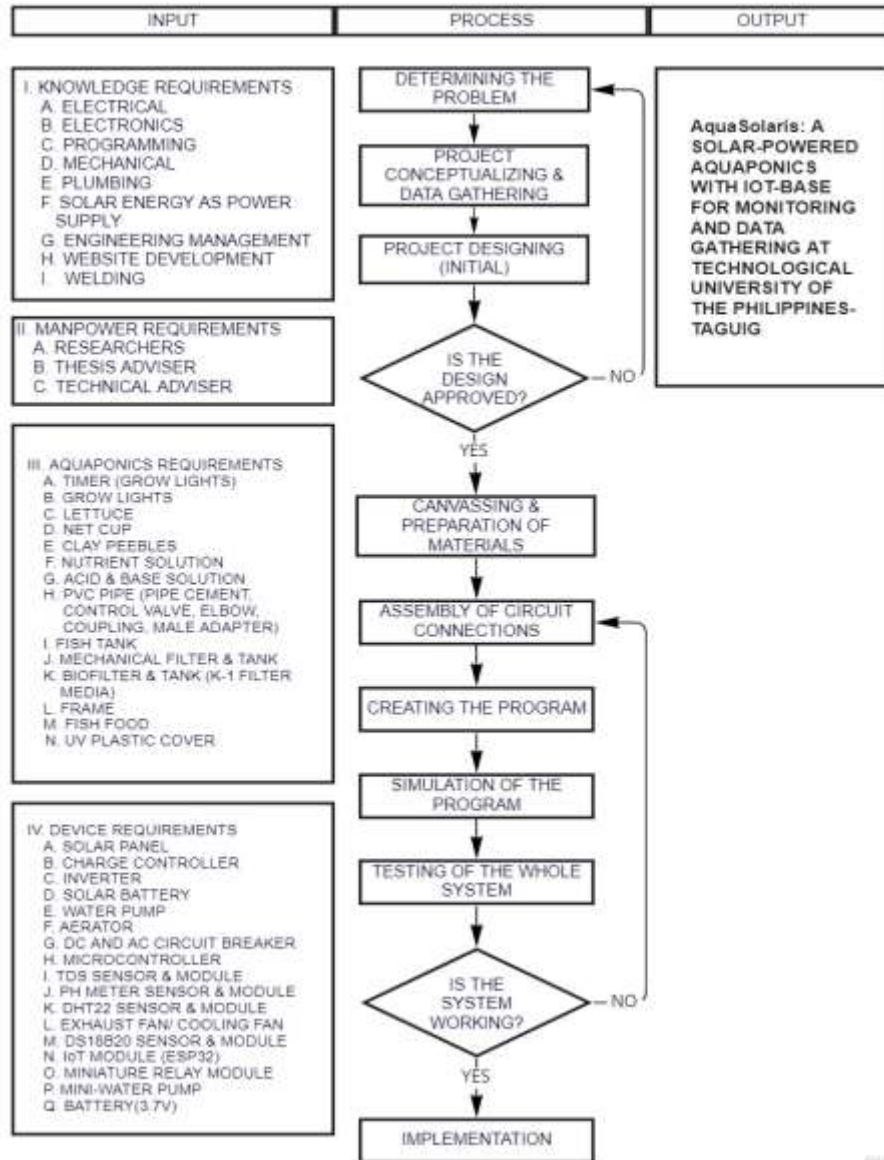 INPUT
PROCESS
OUTPUT
I. KNOWLEDGE REQUIREMENTS
A. ELECTRICAL
B. ELECTRONICS
C. PROGRAMMING
D. MECHANICAL
E. PLUMBING
F. SOLAR ENERGY AS POWER
SUPPLY
G. ENGINEERING MANAGEMENT
H. WEBSITE DEVELOPMENT
I. WELDING
II. MANPOWER REQUIREMENTS
A. RESEARCHERS
B. THESIS ADVISER
C. TECHNICAL ADVISER
III. AQUAPONICS REQUIREMENTS
A. TIMER (GROW LIGHTS)
B. GROW LIGHTS
C. LETTUCE
D. NET CUP
E. CLAY PEEBLES
F. NUTRIENT SOLUTION
G. ACID & BASE SOLUTION
H. PVC PIPE (PIPE CEMENT,
CONTROL VALVE, ELBOW,
COUPLING, MALE ADAPTER)
I. FISH TANK
J. MECHANICAL FILTER & TANK
K. BIOFILTER & TANK (K-1 FILTER
MEDIA)
L. FRAME
M. FISH FOOD
N. UV PLASTIC COVER
IV. DEVICE REQUIREMENTS
A. SOLAR PANEL
B. CHARGE CONTROLLER
C. INVERTER
D. SOLAR BATTERY
E. WATER PUMP
F. AERATOR
G. DC AND AC CIRCUIT BREAKER
H. MICROCONTROLLER
I. TDS SENSOR & MODULE
J. PH METER SENSOR & MODULE
K. DHT22 SENSOR & MODULE
L. EXHAUST FAN/ COOLING FAN
M. DS18B20 SENSOR & MODULE
N. IoT MODULE (ESP32)
O. MINIATURE RELAY MODULE
P. MINI-WATER PUMP
Q. BATTERY(3.7V)
DETERMINING THE
PROBLEM
PROJECT
CONCEPTUALIZING &
DATA GATHERING
PROJECT DESIGNING
(INITIAL)
IS THE
DESIGN
APPROVED?
NO
YES
CANVASSING &
PREPARATION OF
MATERIALS
ASSEMBLY OF CIRCUIT
CONNECTIONS
CREATING THE PROGRAM
SIMULATION OF THE
PROGRAM
TESTING OF THE WHOLE
SYSTEM
IS THE
SYSTEM
WORKING?
NO
YES
IMPLEMENTATION
AquaSolaris: A
SOLAR-POWERED
AQUAPONICS
WITH IOT-BASE
FOR MONITORING
AND DATA
GATHERING AT
TECHNOLOGICAL
UNIVERSITY OF
THE PHILIPPINES-
TAGUIG